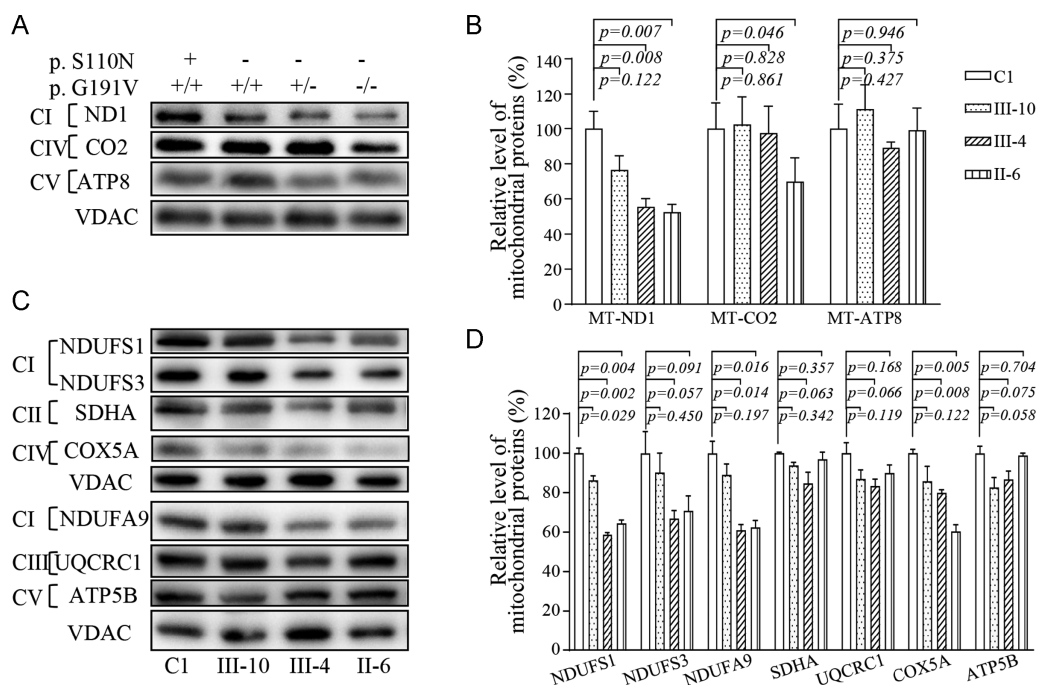 A
p. S110N + - - -
p. G191V +/+ +/+ +/- -/-
CI ND1
CIV CO2
CV ATP8
VDAC
B
Relative level of
mitochondrial proteins (%)
140
120
100
80
60
40
20
0
p=0.007
p=0.008
p=0.122
p=0.046
p=0.828
p=0.861
p=0.946
p=0.375
p=0.427
MT-ND1 MT-CO2 MT-ATP8
C1
III-10
III-4
II-6
C
CI NDUFS1
NDUFS3
CII SDHA
CIV COX5A
VDAC
CI NDUFA9
CIII UQCRC1
CV ATP5B
VDAC
C1 III-10 III-4 II-6
D
Relative level of
mitochondrial proteins (%)
120
100
80
60
40
20
0
p=0.004 p=0.091 p=0.016 p=0.357 p=0.168 p=0.005 p=0.704
p=0.002 p=0.057 p=0.014 p=0.063 p=0.066 p=0.008 p=0.075
p=0.029 p=0.450 p=0.197 p=0.342 p=0.119 p=0.122 p=0.058
NDUFS1 NDUFS3 NDUFA9 SDHA UQCRC1 COX5A ATP5B